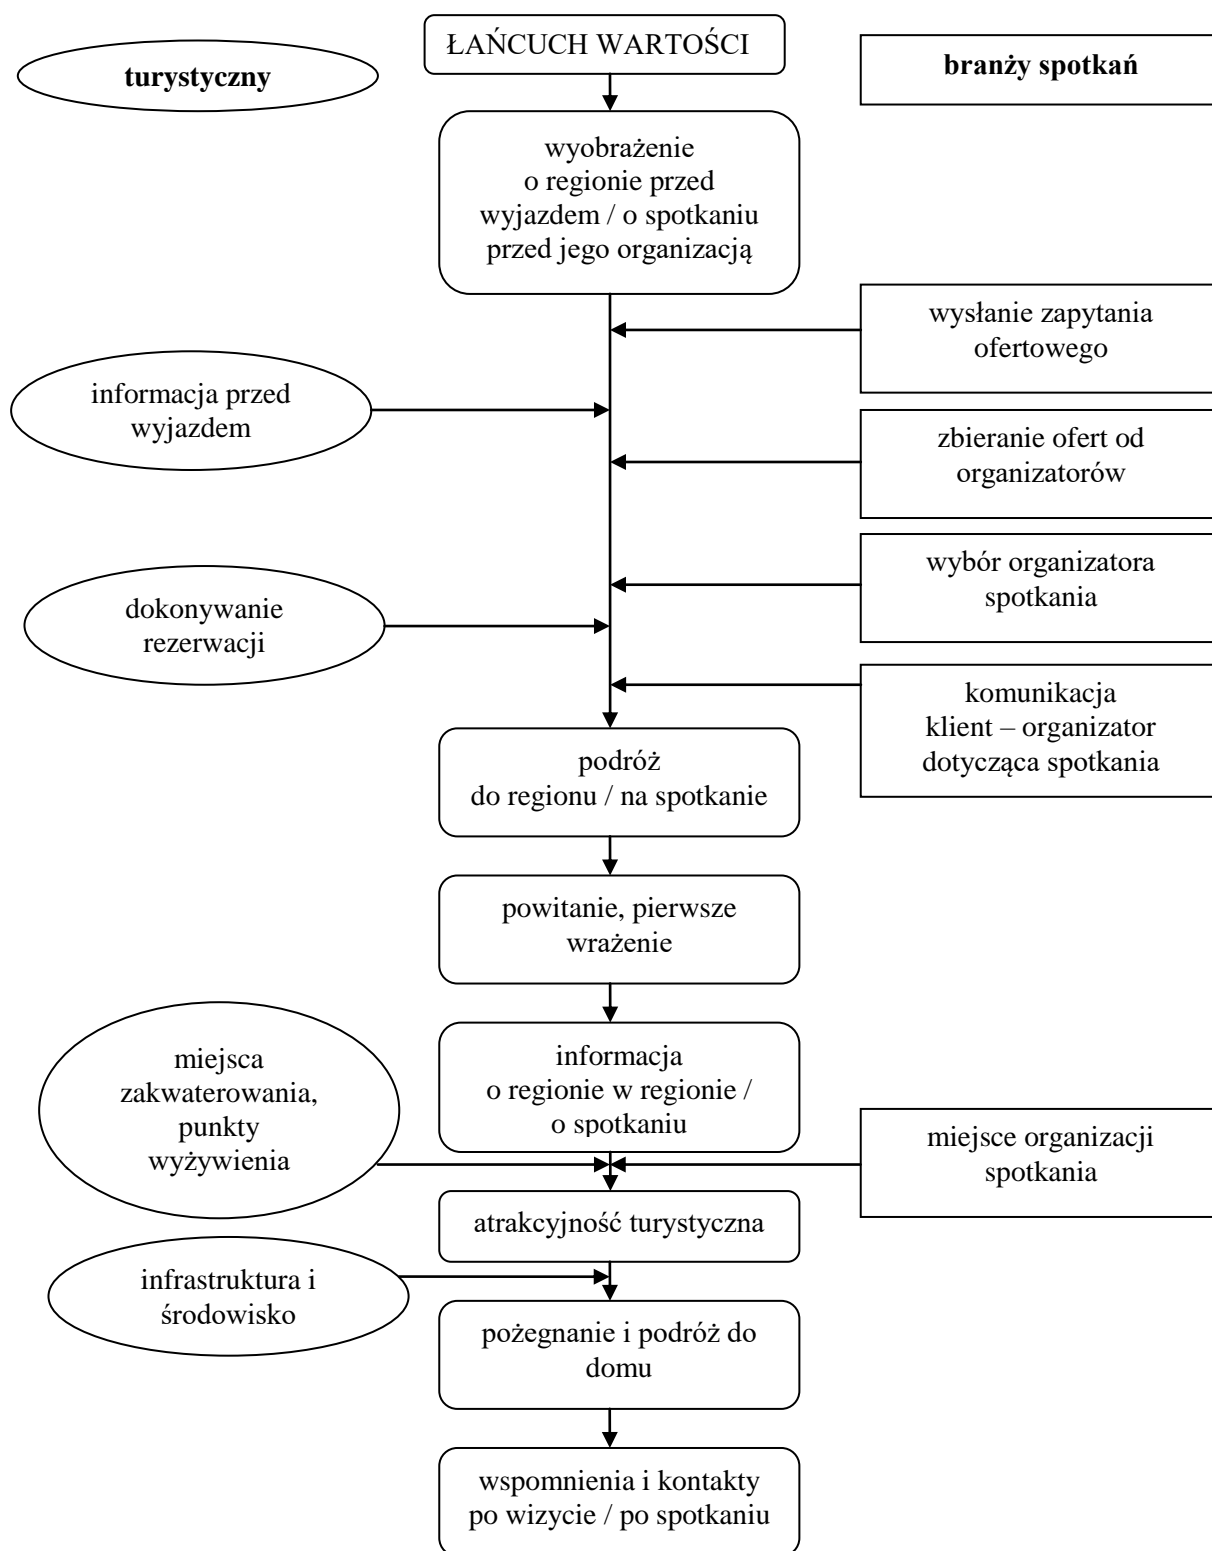 ŁAŃCUCH WARTOŚCI
turystyczny
branży spotkań
wyobrażenie
o regionie przed
wyjazdem / o spotkaniu
przed jego organizacją
wysłanie zapytania
ofertowego
informacja przed
wyjazdem
zbieranie ofert od
organizatorów
wybór organizatora
spotkania
dokonywanie
rezerwacji
komunikacja
klient – organizator
dotycząca spotkania
podróż
do regionu / na spotkanie
powitanie, pierwsze
wrażenie
informacja
o regionie w regionie /
o spotkaniu
miejsca
zakwaterowania,
punkty
wyżywienia
miejsce organizacji
spotkania
atrakcyjność turystyczna
infrastruktura i
środowisko
pożegnanie i podróż do
domu
wspomnienia i kontakty
po wizycie / po spotkaniu